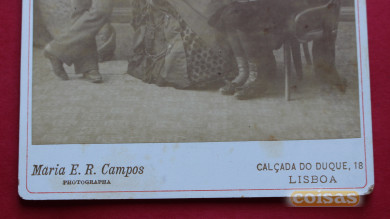 Maria E. R. Campos
PHOTOGRAPHA
CALÇADA DO DUQUE, 18
LISBOA
coisas